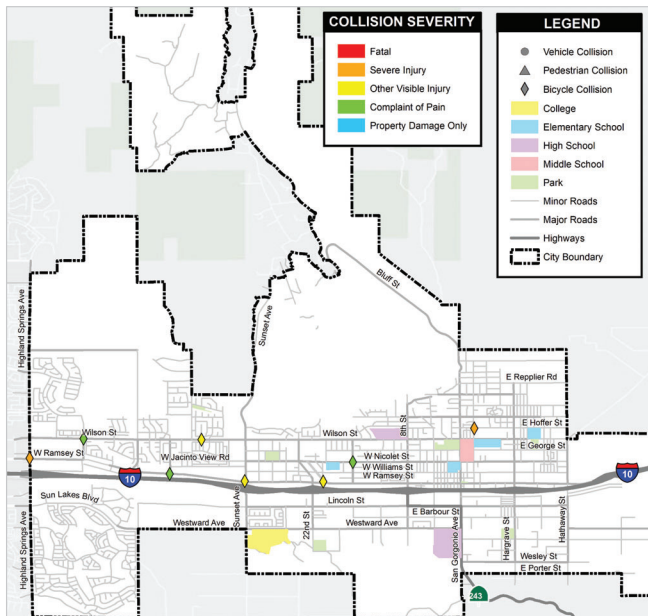 COLLISION SEVERITY
Fatal
Severe Injury
Other Visible Injury
Complaint of Pain
Property Damage Only
LEGEND
Vehicle Collision
Pedestrian Collision
Bicycle Collision
College
Elementary School
High School
Middle School
Park
Minor Roads
Major Roads
Highways
City Boundary
Highland Springs Ave
Sunset Ave
Bluff St
E Repplier Rd
8th St
E Hoffer St
Wilson St
Wilson St
E George St
W Ramsey St
W Jacinto View Rd
W Nicolet St
W Williams St
W Ramsey St
10
10
Sun Lakes Blvd
Sunset Ave
Lincoln St
E Barbour St
Westward Ave
22nd St
Westward Ave
Highland Springs Ave
San Gorgonio Ave
Hargrave St
Hathaway St
Wesley St
E Porter St
243